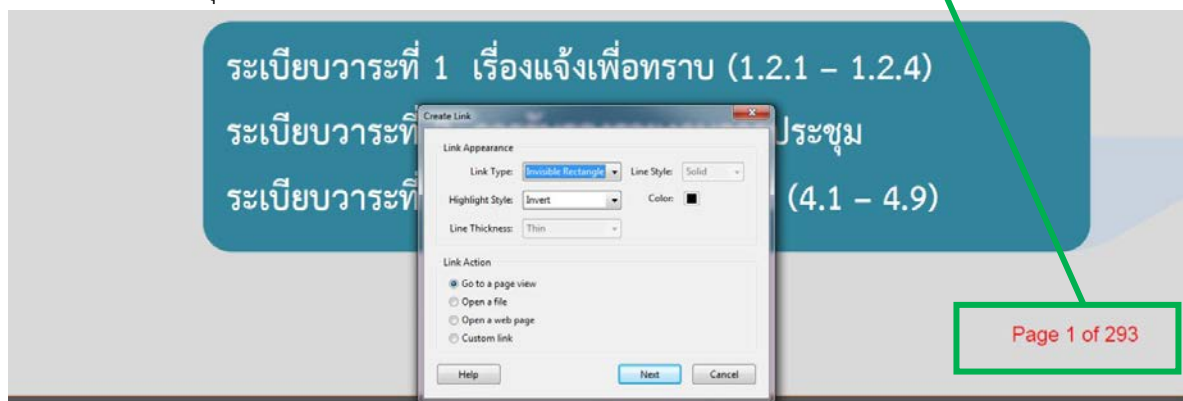 ระเบียบวาระที่ 1 เรื่องแจ้งเพื่อทราบ (1.2.1 – 1.2.4)
ระเบียบวาระที่ ประชุม
ระเบียบวาระที่ (4.1 – 4.9)
Create Link
Link Appearance
Link Type: Invisible Rectangle Line Style: Solid
Highlight Style: Invert Color:
Line Thickness: Thin
Link Action
Go to a page view
Open a file
Open a web page
Custom link
Help Next Cancel
Page 1 of 293